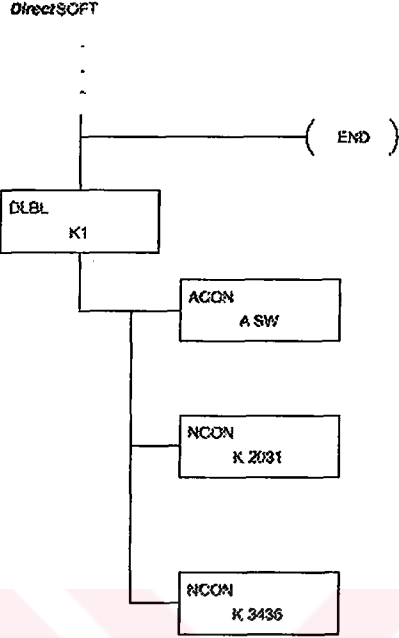 DirectSOFT
END
DLBL
K1
ACON
A SW
NCON
K 2031
NCON
K 3436